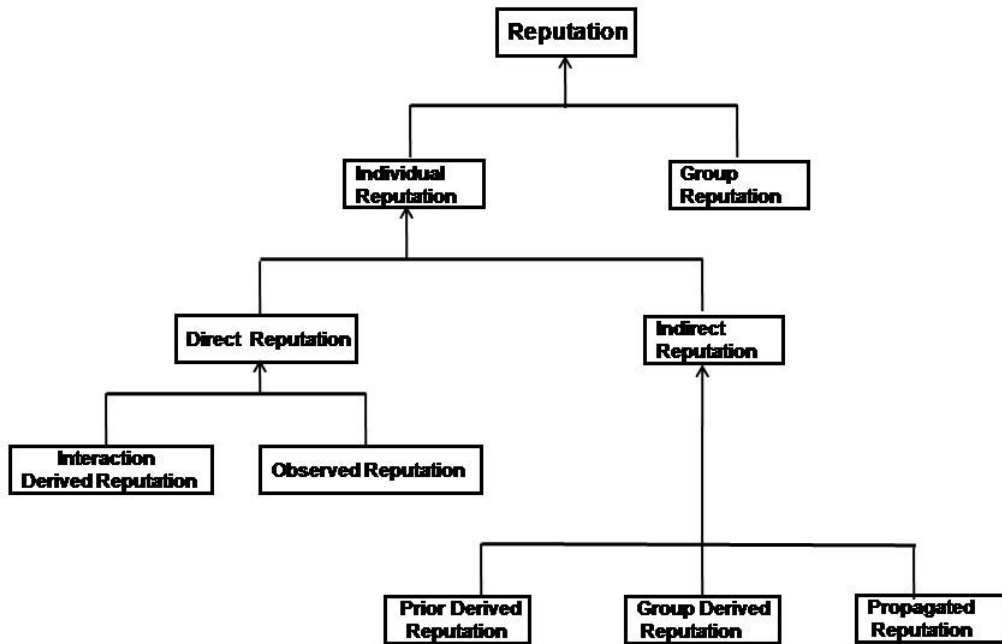 Reputation
Individual
Reputation
Group
Reputation
Direct Reputation
Indirect
Reputation
Interaction
Derived Reputation
Observed Reputation
Prior Derived
Reputation
Group Derived
Reputation
Propagated
Reputation